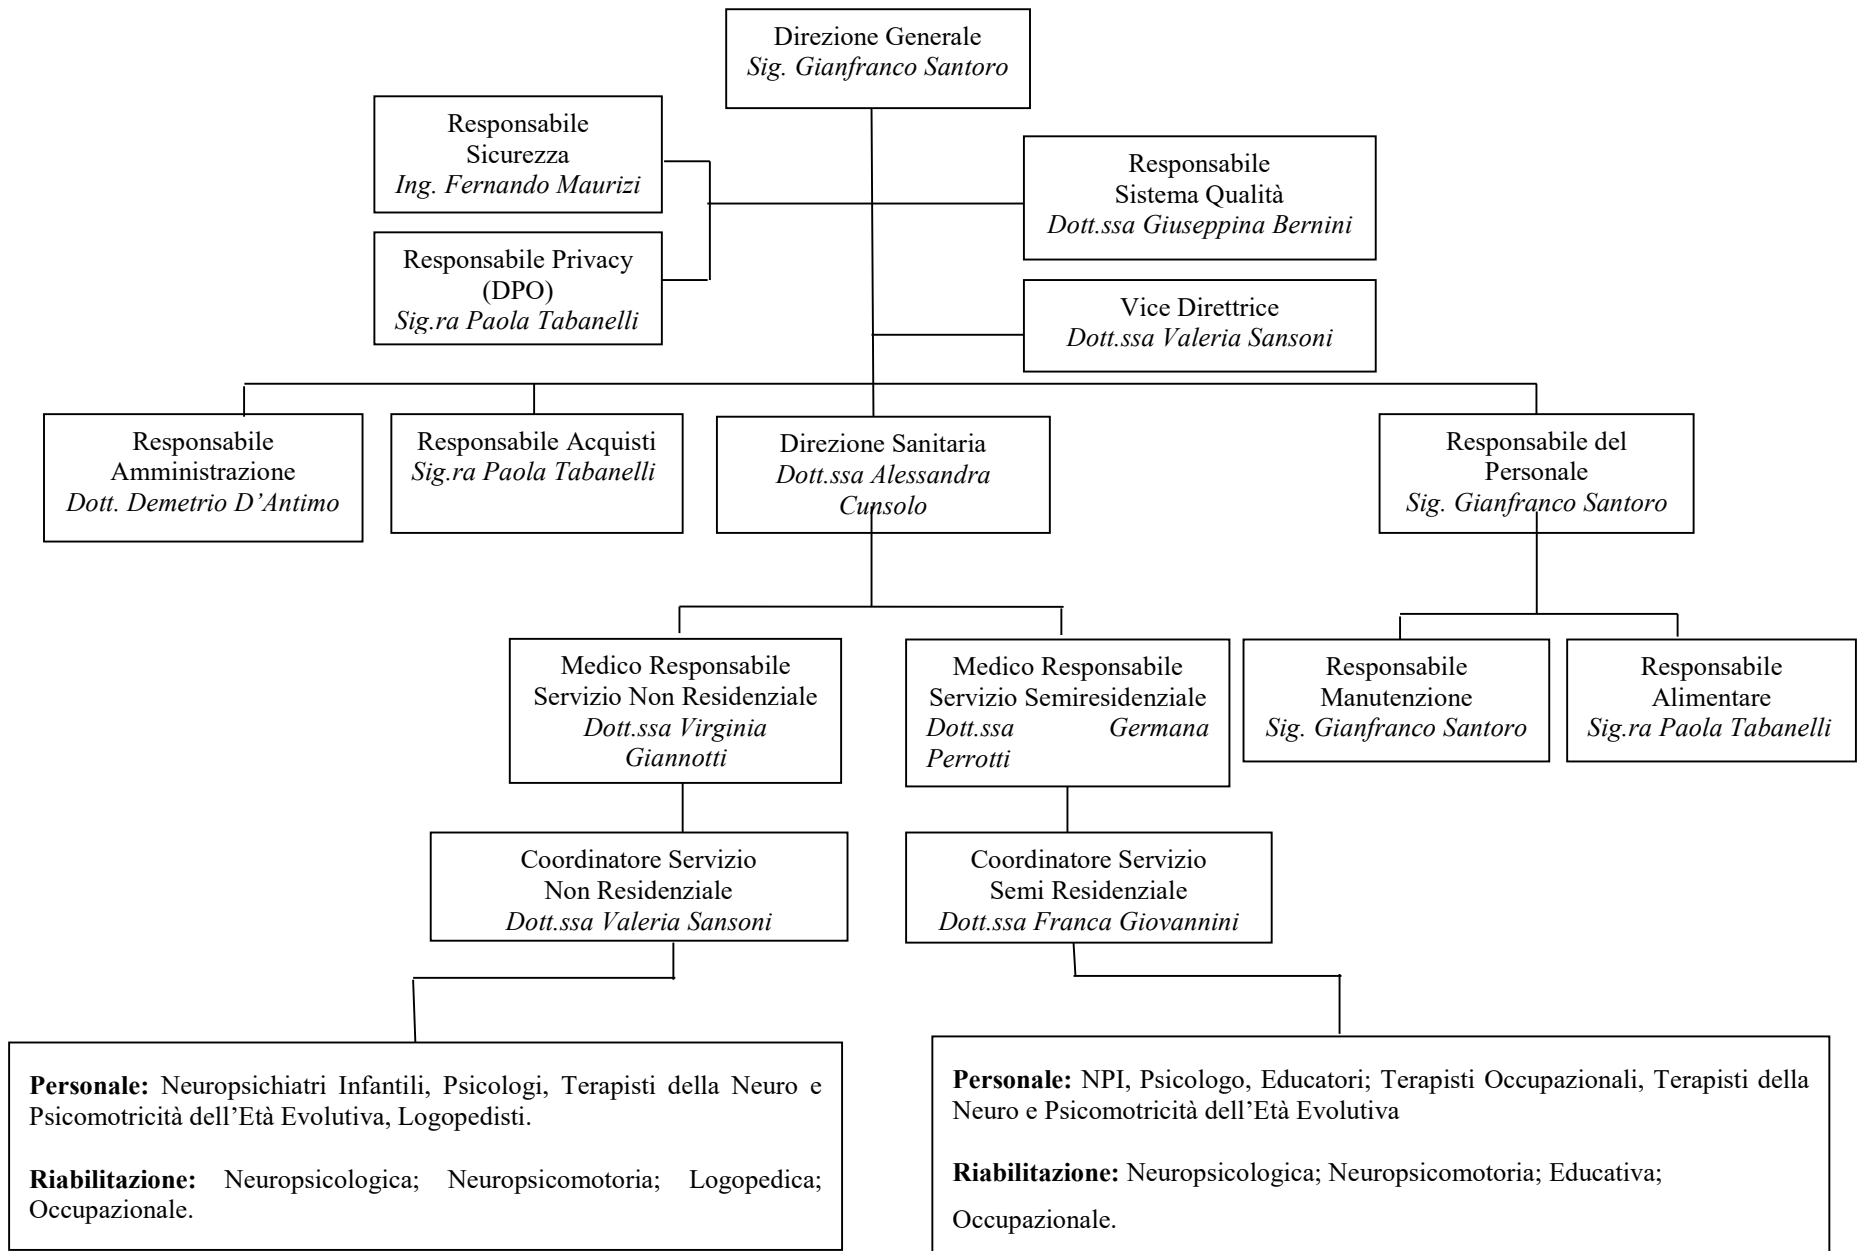 Direzione Generale
Sig. Gianfranco Santoro
Responsabile
Sicurezza
Ing. Fernando Maurizi
Responsabile
Sistema Qualità
Dott.ssa Giuseppina Bernini
Responsabile Privacy
(DPO)
Sig.ra Paola Tabanelli
Vice Direttrice
Dott.ssa Valeria Sansoni
Responsabile
Amministrazione
Dott. Demetrio D’Antimo
Responsabile Acquisti
Sig.ra Paola Tabanelli
Direzione Sanitaria
Dott.ssa Alessandra
Cunsolo
Responsabile del
Personale
Sig. Gianfranco Santoro
Medico Responsabile
Servizio Non Residenziale
Dott.ssa Virginia
Giannotti
Medico Responsabile
Servizio Semiresidenziale
Dott.ssa Germana
Perrotti
Responsabile
Manutenzione
Sig. Gianfranco Santoro
Responsabile
Alimentare
Sig.ra Paola Tabanelli
Coordinatore Servizio
Non Residenziale
Dott.ssa Valeria Sansoni
Coordinatore Servizio
Semi Residenziale
Dott.ssa Franca Giovannini
Personale: Neuropsichiatri Infantili, Psicologi, Terapisti della Neuro e
Psicomotricità dell’Età Evolutiva, Logopedisti.
Riabilitazione: Neuropsicologica; Neuropsicomotoria; Logopedica;
Occupazionale.
Personale: NPI, Psicologo, Educatori; Terapisti Occupazionali, Terapisti della
Neuro e Psicomotricità dell’Età Evolutiva
Riabilitazione: Neuropsicologica; Neuropsicomotoria; Educativa;
Occupazionale.